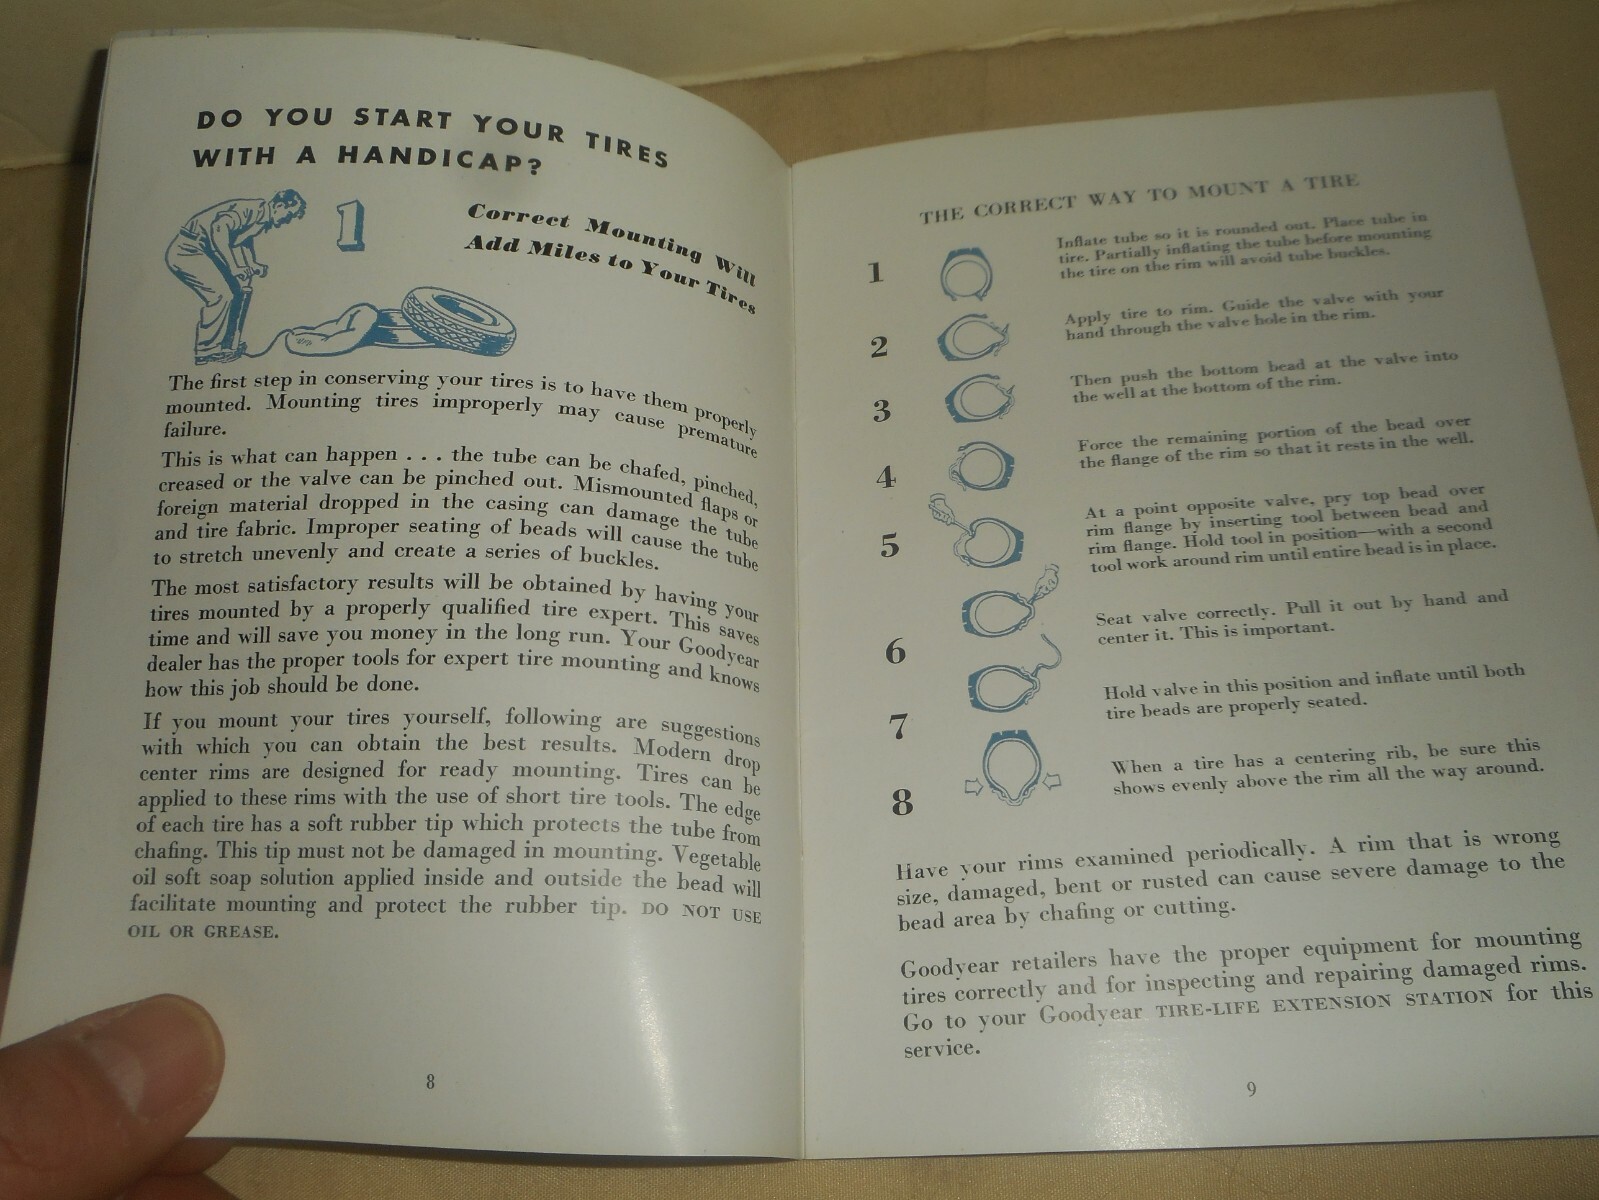 DO YOU START YOUR TIRES
WITH A HANDICAP?
1
Correct Mounting Will
Add Miles to Your Tires
The first step in conserving your tires is to have them properly
mounted. Mounting tires improperly may cause premature
failure.
This is what can happen . . . the tube can be chafed, pinched,
creased or the valve can be pinched out. Mismounted flaps or
foreign material dropped in the casing can damage the tube
and tire fabric. Improper seating of beads will cause the tube
to stretch unevenly and create a series of buckles.
The most satisfactory results will be obtained by having your
tires mounted by a properly qualified tire expert. This saves
time and will save you money in the long run. Your Goodyear
dealer has the proper tools for expert tire mounting and knows
how this job should be done.
If you mount your tires yourself, following are suggestions
with which you can obtain the best results. Modern drop
center rims are designed for ready mounting. Tires can be
applied to these rims with the use of short tire tools. The edge
of each tire has a soft rubber tip which protects the tube from
chafing. This tip must not be damaged in mounting. Vegetable
oil soft soap solution applied inside and outside the bead will
facilitate mounting and protect the rubber tip. DO NOT USE
OIL OR GREASE.
8
THE CORRECT WAY TO MOUNT A TIRE
1
Inflate tube so it is rounded out. Place tube in
tire. Partially inflating the tube before mounting
the tire on the rim will avoid tube buckles.
2
Apply tire to rim. Guide the valve with your
hand through the valve hole in the rim.
3
Then push the bottom bead at the valve into
the well at the bottom of the rim.
4
Force the remaining portion of the bead over
the flange of the rim so that it rests in the well.
5
At a point opposite valve, pry top bead over
rim flange by inserting tool between bead and
rim flange. Hold tool in position—with a second
tool work around rim until entire bead is in place.
6
Seat valve correctly. Pull it out by hand and
center it. This is important.
7
Hold valve in this position and inflate until both
tire beads are properly seated.
8
When a tire has a centering rib, be sure this
shows evenly above the rim all the way around.
Have your rims examined periodically. A rim that is wrong
size, damaged, bent or rusted can cause severe damage to the
bead area by chafing or cutting.
Goodyear retailers have the proper equipment for mounting
tires correctly and for inspecting and repairing damaged rims.
Go to your Goodyear TIRE-LIFE EXTENSION STATION for this
service.
9